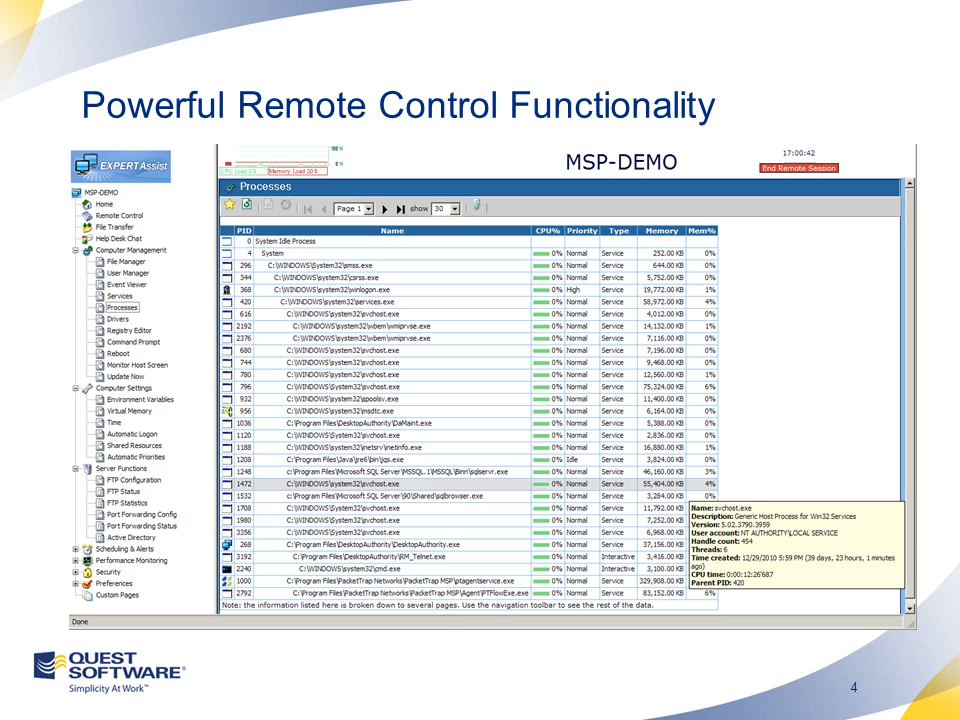 Powerful Remote Control Functionality
EXPERTAssist
MSP-DEMO
Home
Remote Control
File Transfer
Help Desk Chat
Computer Management
File Manager
User Manager
Event Viewer
Services
Processes
Drivers
Registry Editor
Command Prompt
Reboot
Monitor Host Screen
Update Now
Computer Settings
Environment Variables
Virtual Memory
Time
Automatic Logon
Shared Resources
Automatic Priorities
Server Functions
FTP Configuration
FTP Status
FTP Statistics
Port Forwarding Config
Port Forwarding Status
Active Directory
Scheduling & Alerts
Performance Monitoring
Security
Preferences
Custom Pages
100 %
0 %
CPU Load 0% Memory Load 20%
MSP-DEMO
17:00:42
End Remote Session
Processes
Page 1 show 30
PID Name CPU% Priority Type Memory Mem%
0 System Idle Process
4 System 0% Normal Service 252.00 KB 0%
296 C:\WINDOWS\System32\smss.exe 0% Normal Service 644.00 KB 0%
344 C:\WINDOWS\system32\csrss.exe 0% Normal Service 5,752.00 KB 0%
368 C:\WINDOWS\system32\winlogon.exe 0% High Service 19,772.00 KB 1%
420 C:\WINDOWS\system32\services.exe 0% Normal Service 58,972.00 KB 4%
616 C:\WINDOWS\system32\svchost.exe 0% Normal Service 4,012.00 KB 0%
2192 C:\WINDOWS\system32\wbem\wmiprvse.exe 0% Normal Service 14,132.00 KB 1%
2376 C:\WINDOWS\system32\wbem\wmiprvse.exe 0% Normal Service 7,116.00 KB 0%
680 C:\WINDOWS\system32\svchost.exe 0% Normal Service 7,196.00 KB 0%
744 C:\WINDOWS\system32\svchost.exe 0% Normal Service 9,468.00 KB 0%
780 C:\WINDOWS\system32\svchost.exe 0% Normal Service 12,560.00 KB 1%
796 C:\WINDOWS\System32\svchost.exe 0% Normal Service 75,324.00 KB 6%
932 C:\WINDOWS\system32\spoolsv.exe 0% Normal Service 11,400.00 KB 0%
956 C:\WINDOWS\system32\msdtc.exe 0% Normal Service 6,164.00 KB 0%
1036 C:\Program Files\DesktopAuthority\DaMaint.exe 0% Normal Service 5,388.00 KB 0%
1120 C:\WINDOWS\System32\svchost.exe 0% Normal Service 2,836.00 KB 0%
1188 C:\WINDOWS\system32\inetsrv\inetinfo.exe 0% Normal Service 16,880.00 KB 1%
1208 C:\Program Files\Java\jre6\bin\jqs.exe 0% Idle Service 3,824.00 KB 0%
1248 c:\Program Files\Microsoft SQL Server\MSSQL.1\MSSQL\Binn\sqlservr.exe 0% Normal Service 46,160.00 KB 3%
1472 C:\WINDOWS\system32\svchost.exe 0% Normal Service 55,404.00 KB 4%
1532 c:\Program Files\Microsoft SQL Server\90\Shared\sqlbrowser.exe 0% Normal Service 3,284.00 KB 0%
1708 C:\WINDOWS\system32\svchost.exe 0% Normal Service 11,792.00 KB
1980 C:\WINDOWS\System32\svchost.exe 0% Normal Service 7,252.00 KB
3356 C:\WINDOWS\System32\svchost.exe 0% Normal Service 6,968.00 KB
268 C:\Program Files\DesktopAuthority\DesktopAuthority.exe 0% Normal Service 37,156.00 KB
3192 C:\Program Files\DesktopAuthority\RM_Telnet.exe 0% Normal Interactive 3,416.00 KB
2240 C:\WINDOWS\system32\cmd.exe 0% Normal Interactive 3,100.00 KB
1000 C:\Program Files\PacketTrap Networks\PacketTrap MSP\ptagentservice.exe 0% Normal Service 329,908.00 KB
2792 C:\Program Files\PacketTrap Networks\PacketTrap MSP\Agent\PTFlowExe.exe 0% Normal Service 83,152.00 KB 6%
Name: svchost.exe
Description: Generic Host Process for Win32 Services
Version: 5.02.3790.3959
User account: NT AUTHORITY\LOCAL SERVICE
Handle count: 454
Threads: 6
Time created: 12/29/2010 5:59 PM (39 days, 23 hours, 1 minutes
ago)
CPU time: 0:00:12:26'687
Parent PID: 420
Note: the information listed here is broken down to several pages. Use the navigation toolbar to see the rest of the data.
Done
QUEST
SOFTWARE®
Simplicity At Work™
4